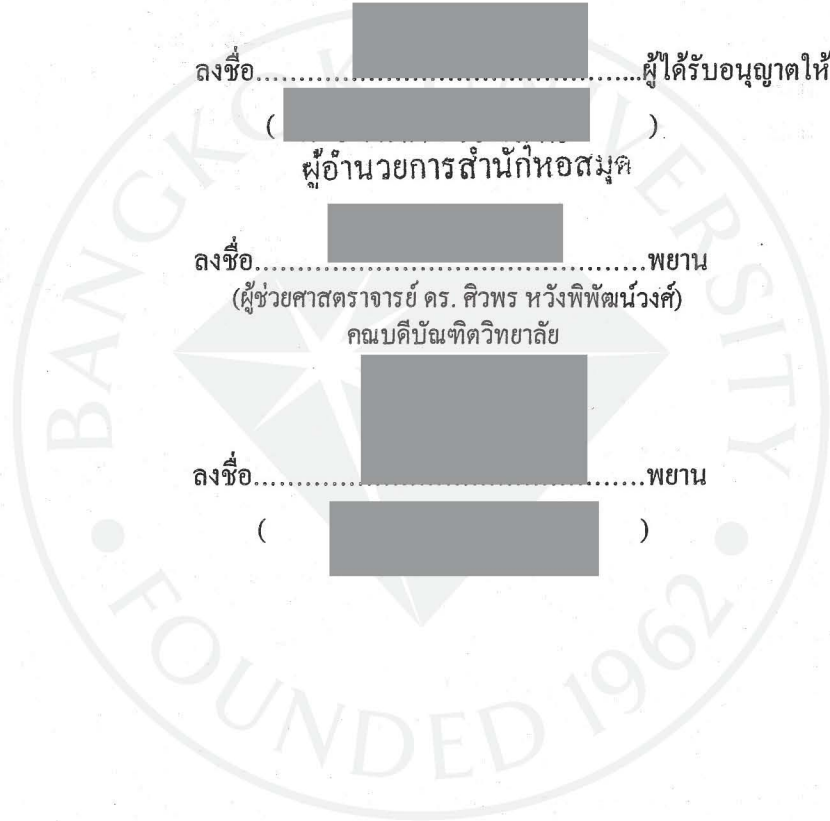 ลงชื่อ.......................................................ผู้ได้รับอนุญาตให้
( )
ผู้อำนวยการสำนักหอสมุด
ลงชื่อ.......................................................พยาน
(ผู้ช่วยศาสตราจารย์ ดร. ศิวพร หวังพิพัฒน์วงศ์)
คณบดีบัณฑิตวิทยาลัย
ลงชื่อ.......................................................พยาน
( )
BANGKOK UNIVERSITY
FOUNDED 1962